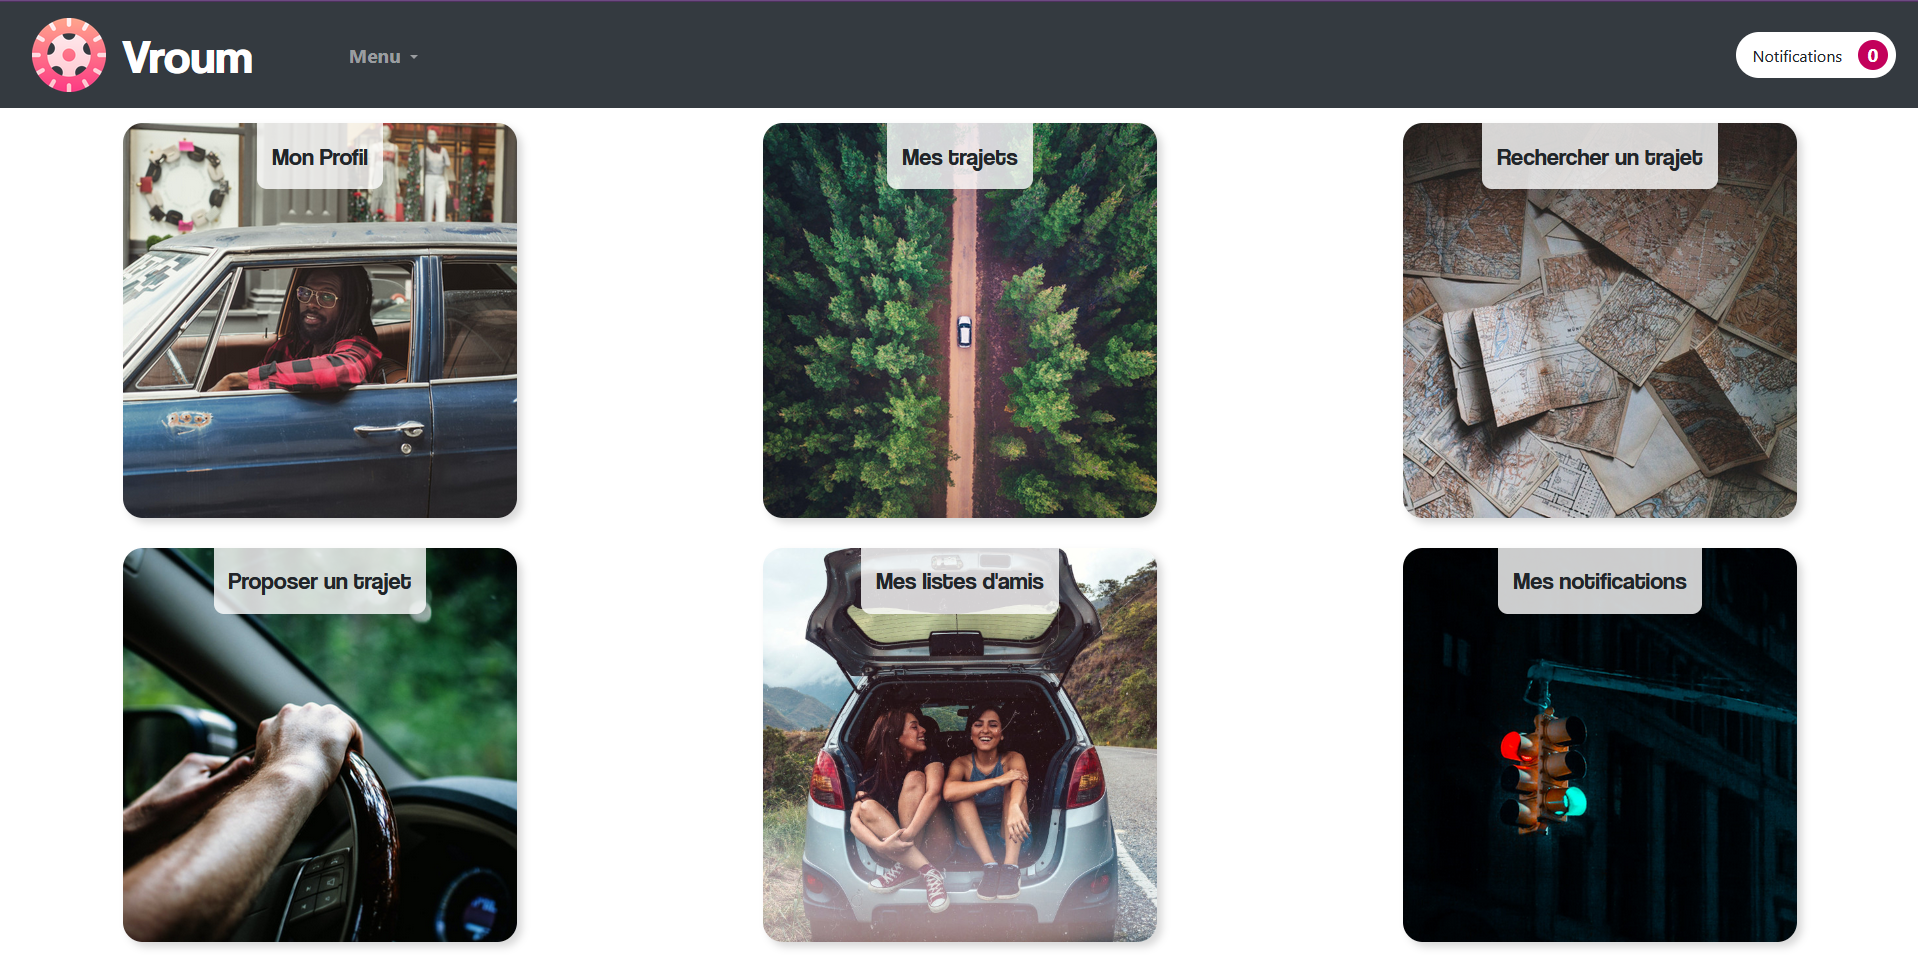 Vroum
Menu
Notifications 0
Mon Profil
Mes trajets
Rechercher un trajet
Proposer un trajet
Mes listes d'amis
Mes notifications